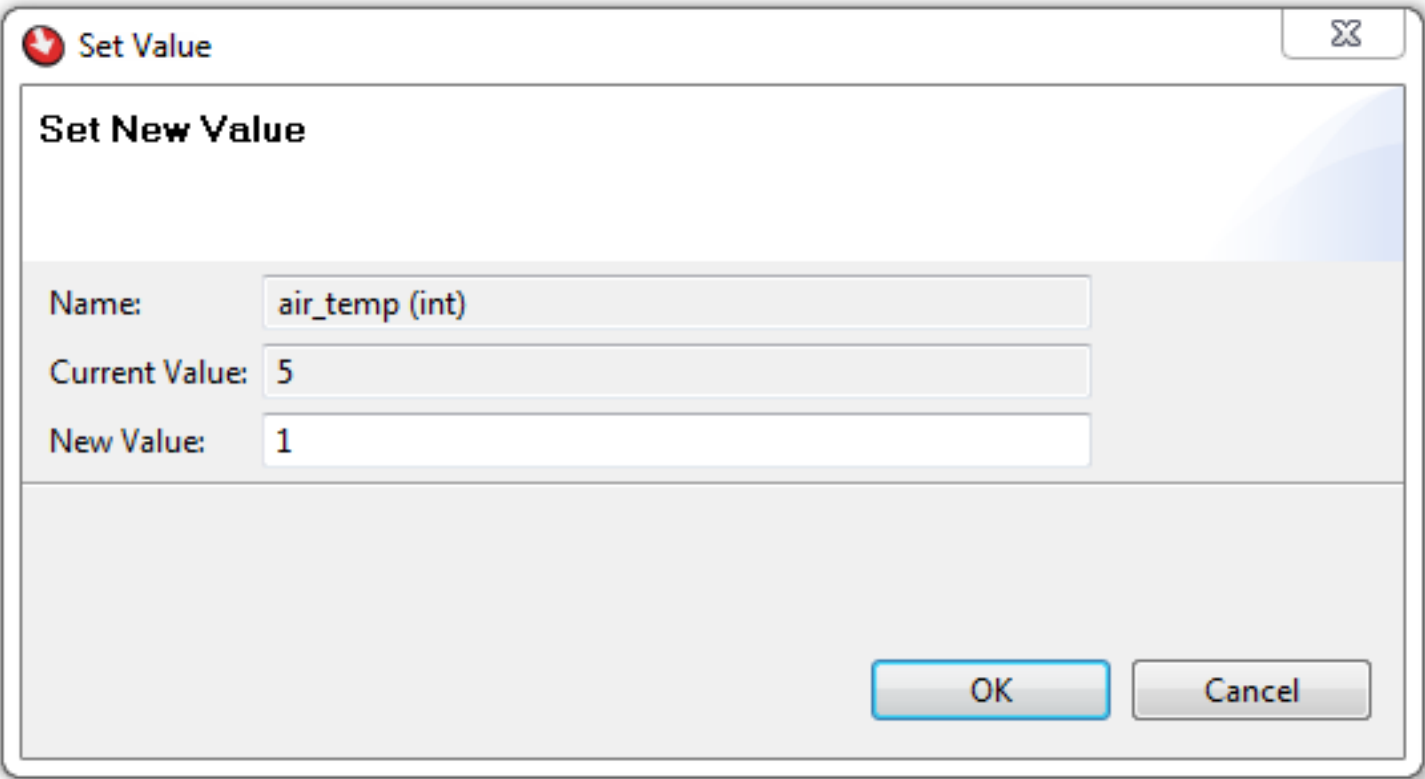 Set Value
Set New Value
Name: air_temp (int)
Current Value: 5
New Value: 1
OK Cancel